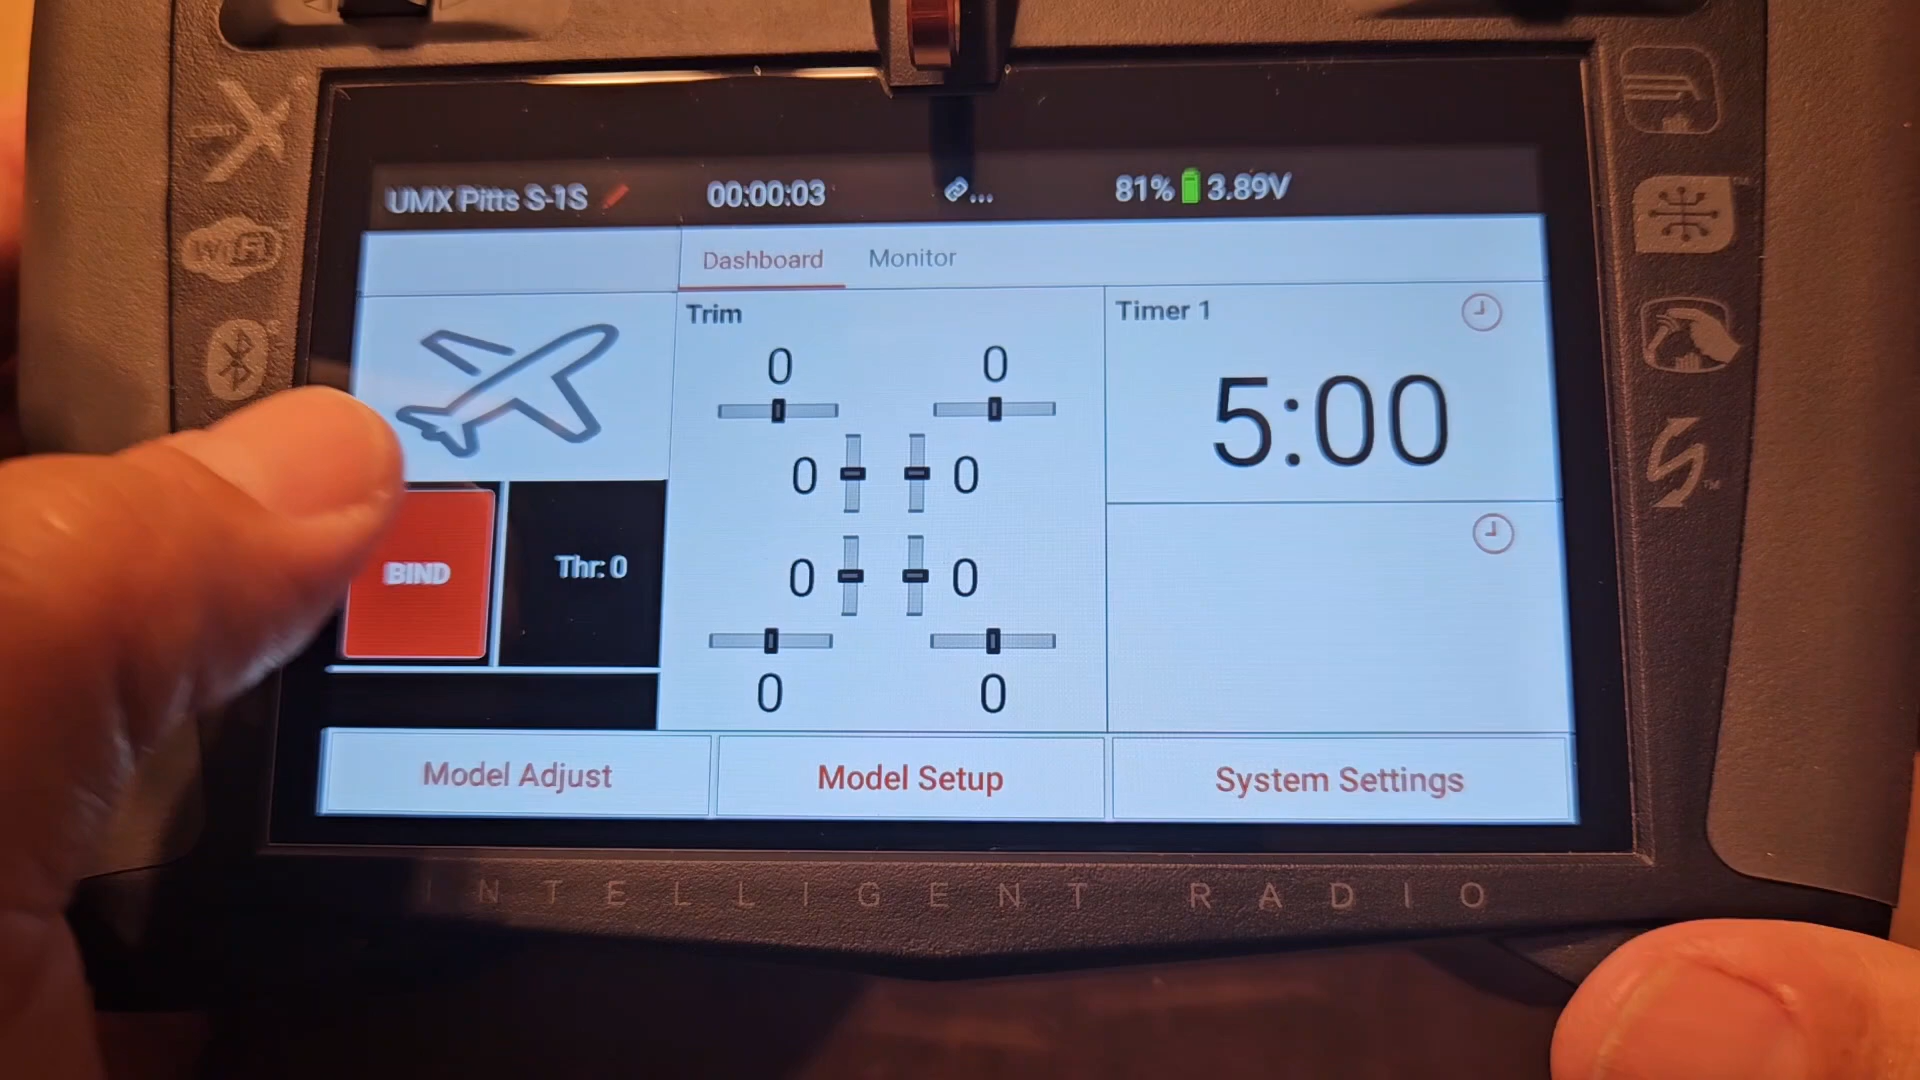 UMX Pitts S-1S 00:00:03 ... 81% 3.89V
WiFi
Dashboard Monitor
Trim
0 0
0 0
0 0
0 0
Timer 1
5:00
BIND Thr: 0
Model Adjust Model Setup System Settings
INTELLIGENT RADIO